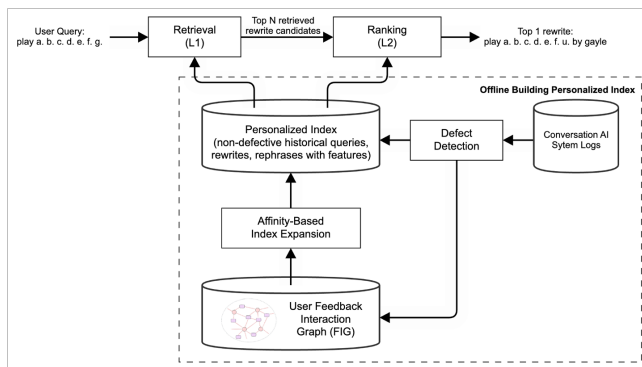 User Query:
play a. b. c. d. e. f. g.
Retrieval
(L1)
Top N retrieved
rewrite candidates
Ranking
(L2)
Top 1 rewrite:
play a. b. c. d. e. f. u. by gayle
Offline Building Personalized Index
Personalized Index
(non-defective historical queries,
rewrites, rephrases with features)
Defect
Detection
Conversation AI
Sytem Logs
Affinity-Based
Index Expansion
User Feedback
Interaction
Graph (FIG)